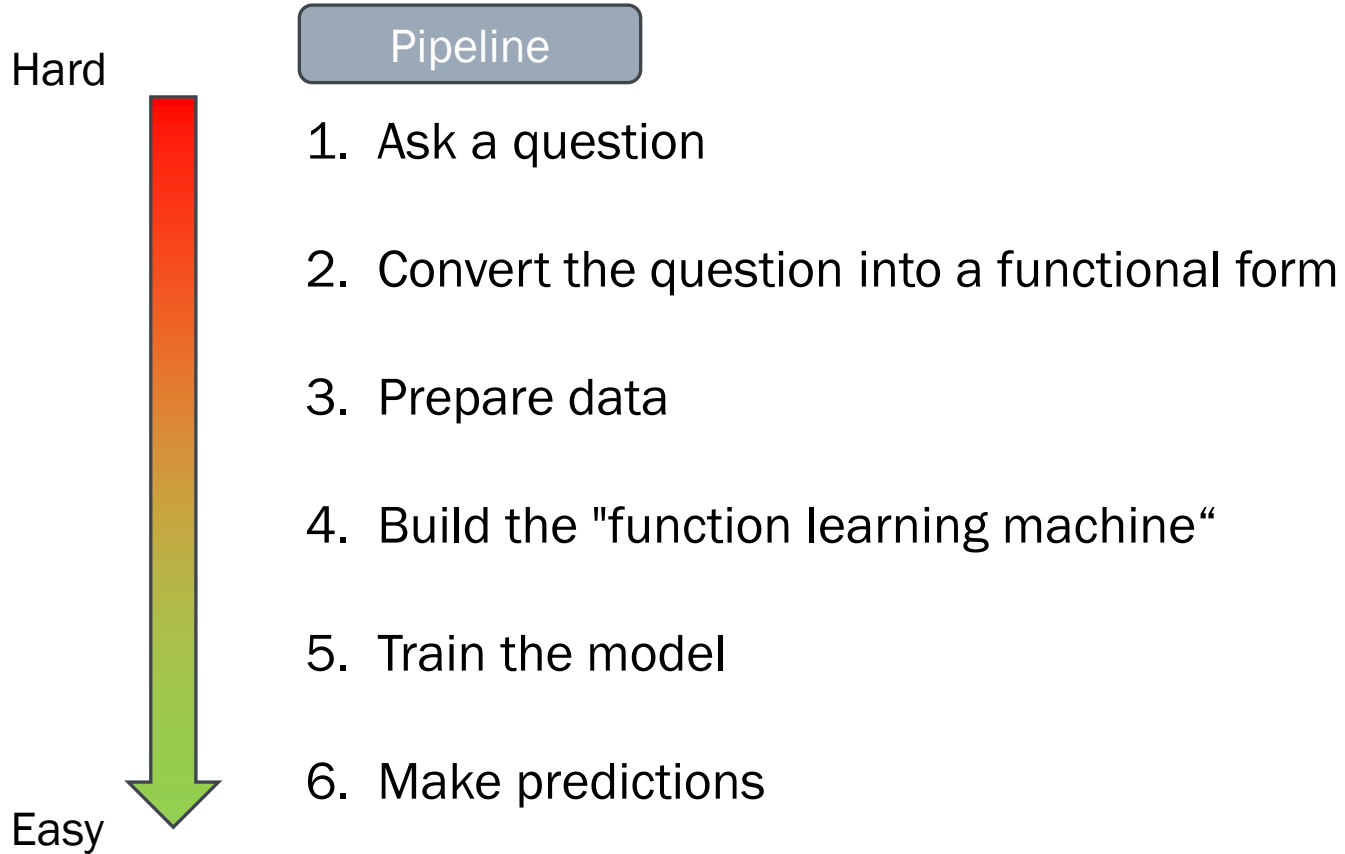 Hard
Pipeline
1. Ask a question
2. Convert the question into a functional form
3. Prepare data
4. Build the "function learning machine“
5. Train the model
6. Make predictions
Easy